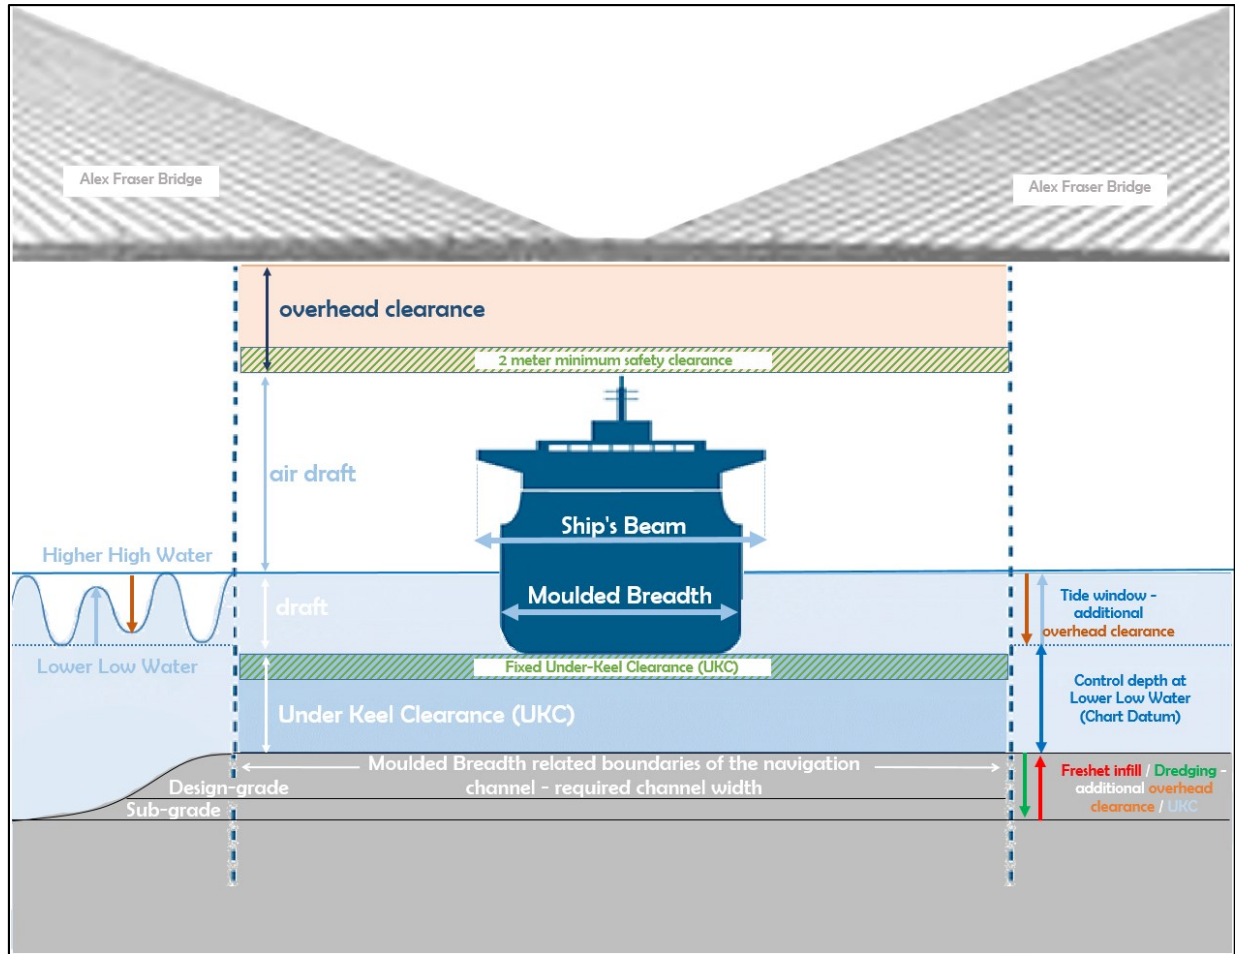 Alex Fraser Bridge
Alex Fraser Bridge
overhead clearance
2 meter minimum safety clearance
air draft
Ship's Beam
Higher High Water
Moulded Breadth
draft
Tide window -
additional
overhead clearance
Lower Low Water
Fixed Under-Keel Clearance (UKC)
Under Keel Clearance (UKC)
Control depth at
Lower Low Water
(Chart Datum)
Moulded Breadth related boundaries of the navigation
channel - required channel width
Design-grade
Sub-grade
Freshet infill / Dredging -
additional overhead
clearance / UKC